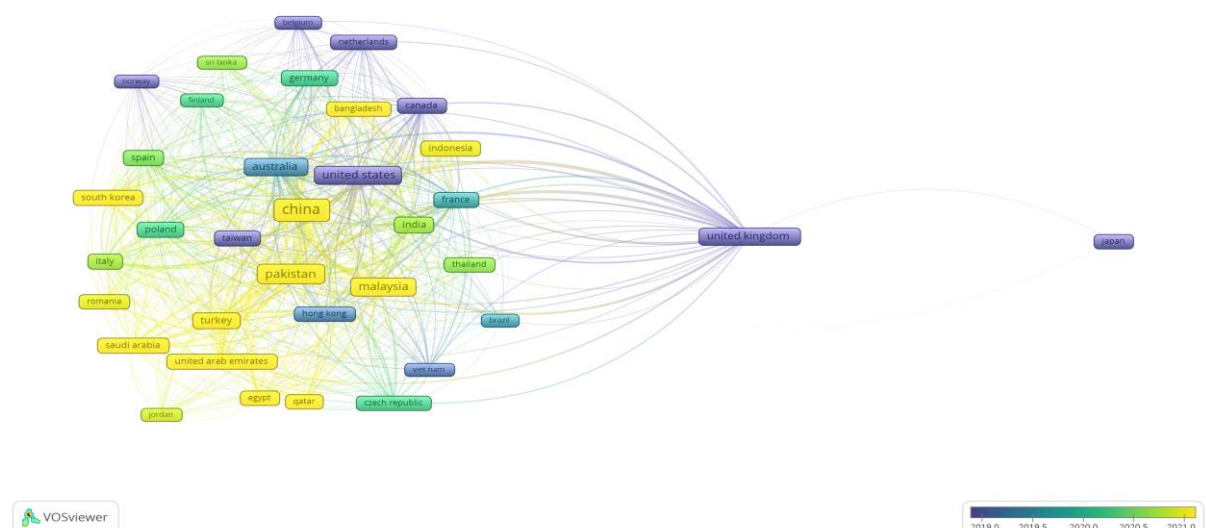 belgium
netherlands
sri lanka
germany
norway
finland
bangladesh
canada
indonesia
spain
australia
united states
south korea
france
china
india
poland
taiwan
united kingdom
japan
italy
thailand
pakistan
malaysia
romania
hong kong
turkey
brazil
saudi arabia
united arab emirates
viet nam
egypt
qatar
czech republic
jordan
VOSviewer
2019.0 2019.5 2020.0 2020.5 2021.0